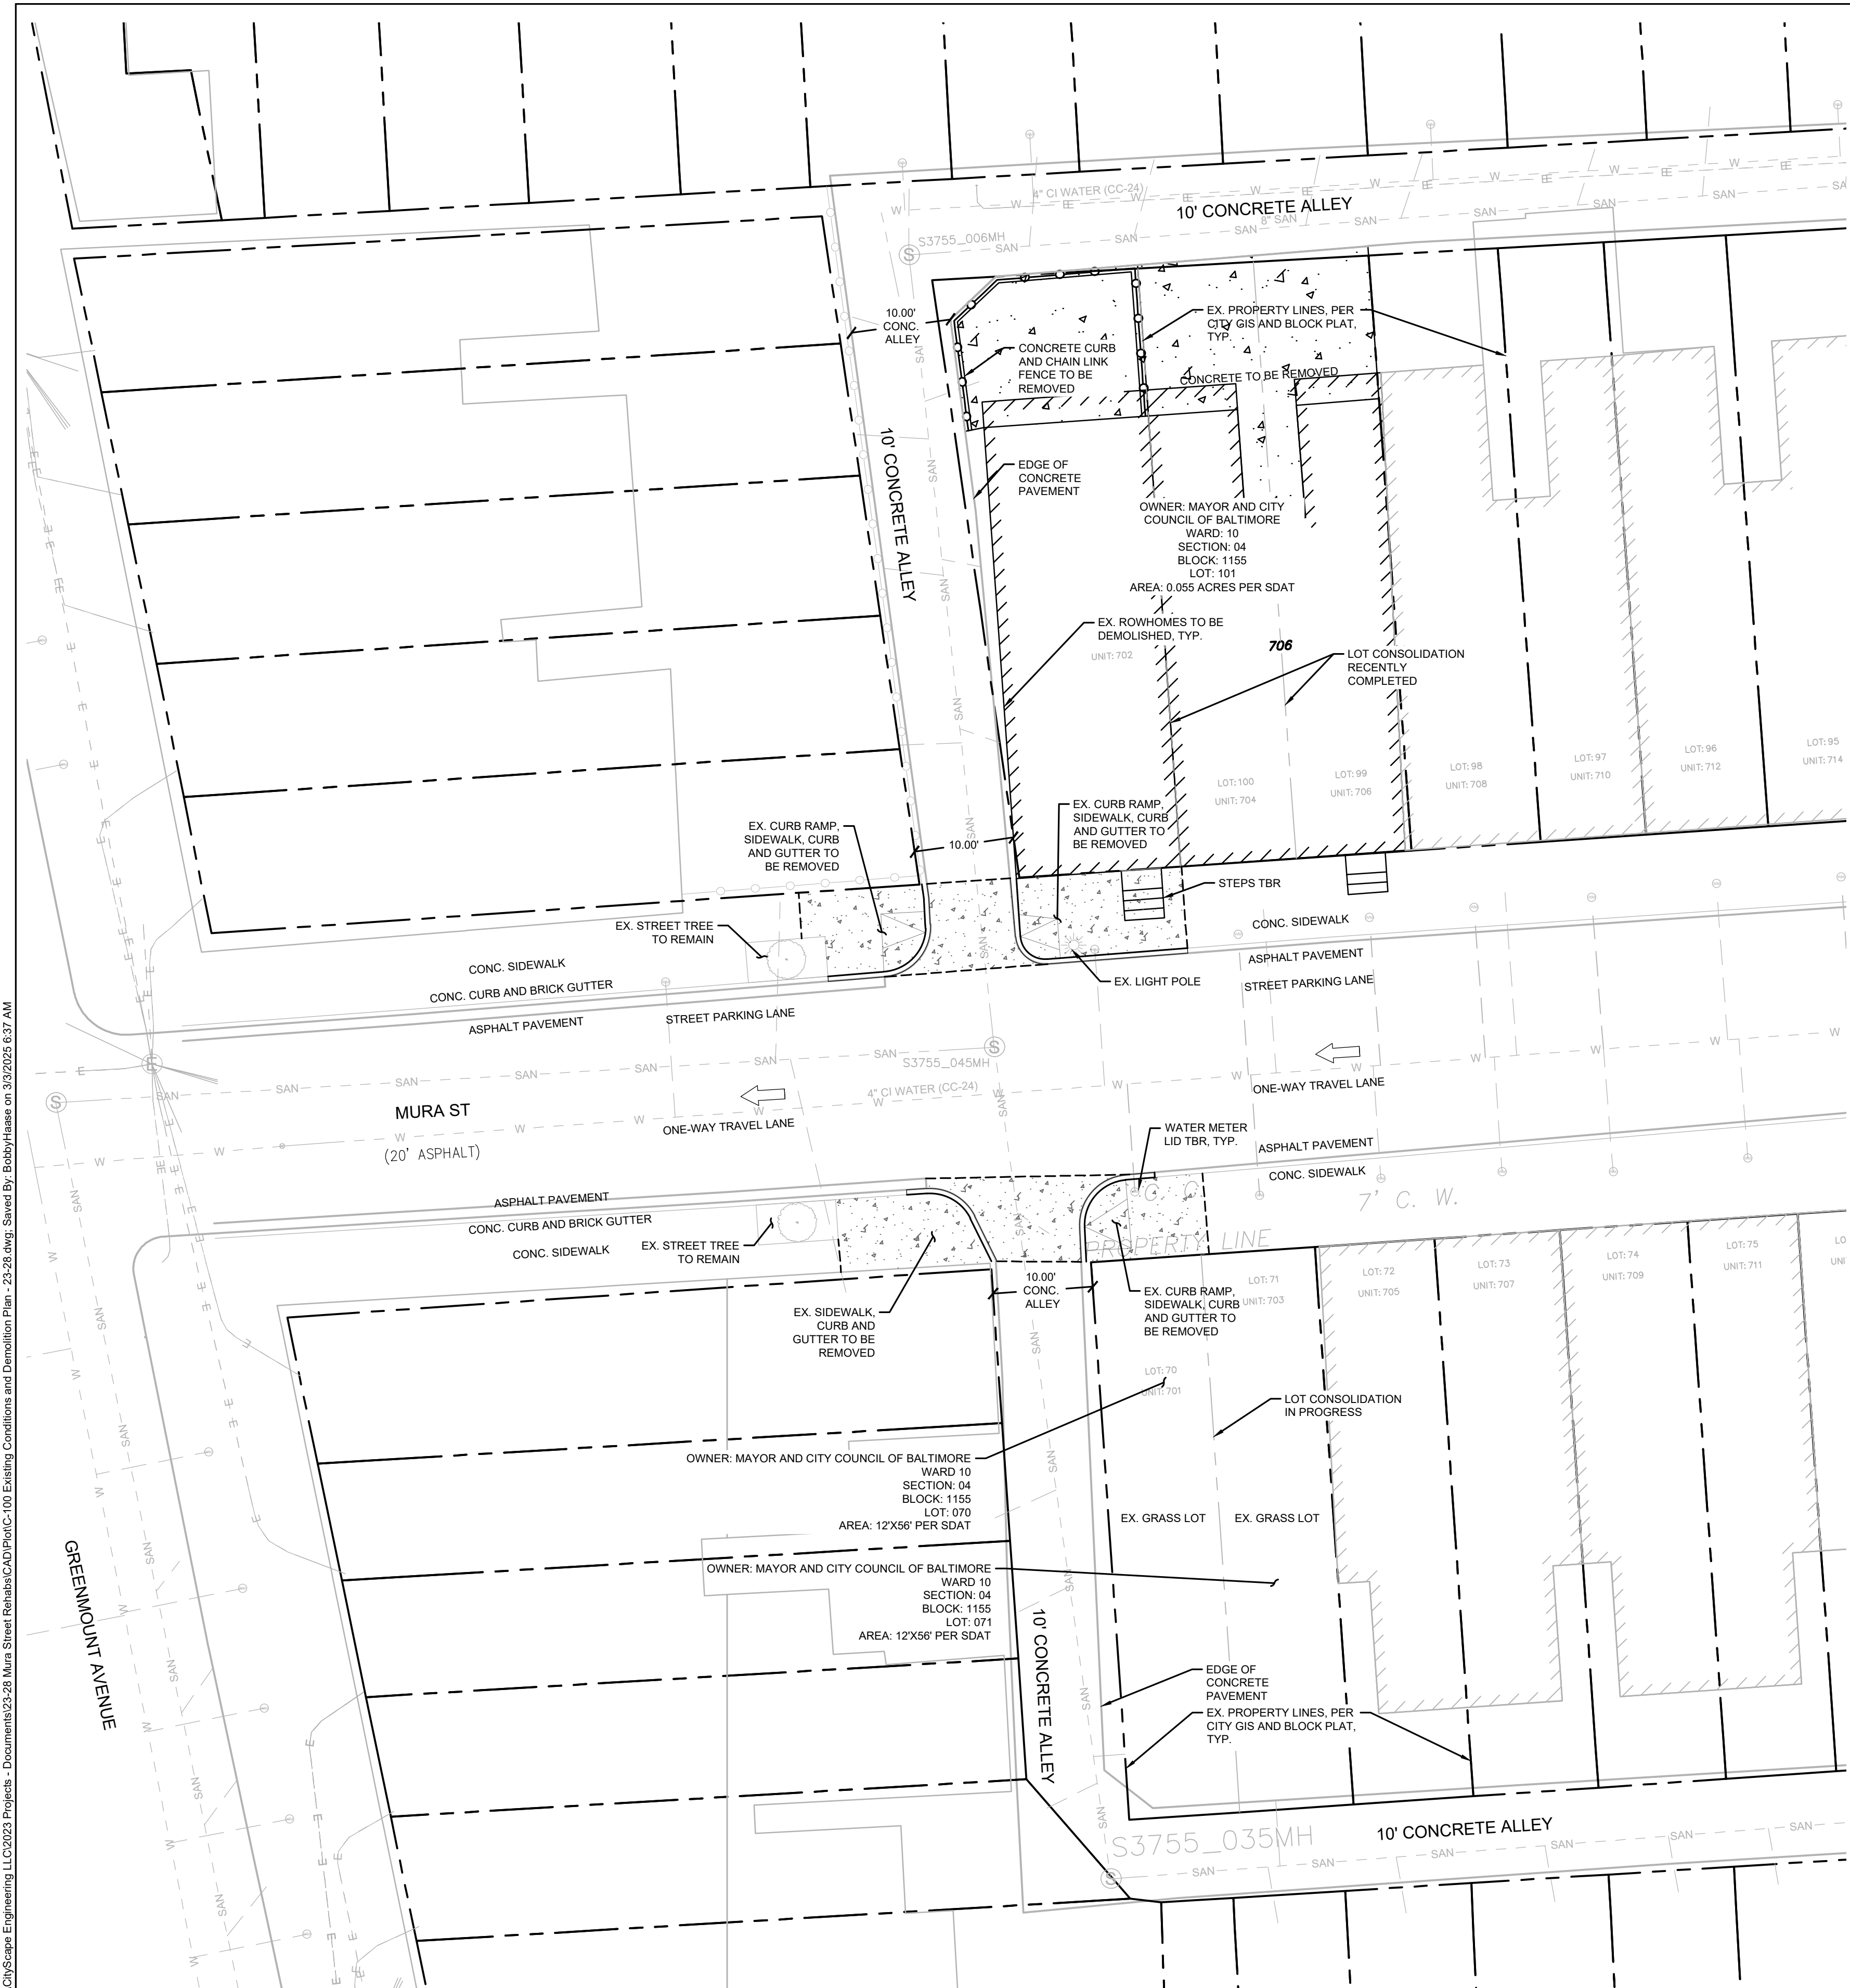 4" CI WATER (CC-24)
10' CONCRETE ALLEY
8" SAN
S3755_006MH
S
10.00'
CONC.
ALLEY
EX. PROPERTY LINES, PER
CITY GIS AND BLOCK PLAT,
TYP.
CONCRETE CURB
AND CHAIN LINK
FENCE TO BE
REMOVED
CONCRETE TO BE REMOVED
10' CONCRETE ALLEY
EDGE OF
CONCRETE
PAVEMENT
OWNER: MAYOR AND CITY
COUNCIL OF BALTIMORE
WARD: 10
SECTION: 04
BLOCK: 1155
LOT: 101
AREA: 0.055 ACRES PER SDAT
EX. ROWHOMES TO BE
DEMOLISHED, TYP.
UNIT: 702
706
LOT CONSOLIDATION
RECENTLY
COMPLETED
LOT: 100
UNIT: 704
LOT: 99
UNIT: 706
LOT: 98
UNIT: 708
LOT: 97
UNIT: 710
LOT: 96
UNIT: 712
LOT: 95
UNIT: 714
EX. CURB RAMP,
SIDEWALK, CURB
AND GUTTER TO
BE REMOVED
10.00'
EX. CURB RAMP,
SIDEWALK, CURB
AND GUTTER TO
BE REMOVED
STEPS TBR
EX. STREET TREE
TO REMAIN
CONC. SIDEWALK
CONC. SIDEWALK
ASPHALT PAVEMENT
CONC. CURB AND BRICK GUTTER
EX. LIGHT POLE
STREET PARKING LANE
ASPHALT PAVEMENT
STREET PARKING LANE
S3755_045MH
4" CI WATER (CC-24)
ONE-WAY TRAVEL LANE
MURA ST
(20' ASPHALT)
ONE-WAY TRAVEL LANE
WATER METER
LID TBR, TYP.
ASPHALT PAVEMENT
CONC. SIDEWALK
ASPHALT PAVEMENT
CONC. CURB AND BRICK GUTTER
CONC. SIDEWALK
EX. STREET TREE
TO REMAIN
C. C.
7' C. W.
PROPERTY LINE
10.00'
CONC.
ALLEY
EX. SIDEWALK,
CURB AND
GUTTER TO BE
REMOVED
EX. CURB RAMP,
SIDEWALK, CURB
AND GUTTER TO
BE REMOVED
LOT: 71
UNIT: 703
LOT: 72
UNIT: 705
LOT: 73
UNIT: 707
LOT: 74
UNIT: 709
LOT: 75
UNIT: 711
LO
UNI
LOT: 70
UNIT: 701
LOT CONSOLIDATION
IN PROGRESS
OWNER: MAYOR AND CITY COUNCIL OF BALTIMORE
WARD 10
SECTION: 04
BLOCK: 1155
LOT: 070
AREA: 12'X56' PER SDAT
EX. GRASS LOT
EX. GRASS LOT
OWNER: MAYOR AND CITY COUNCIL OF BALTIMORE
WARD 10
SECTION: 04
BLOCK: 1155
LOT: 071
AREA: 12'X56' PER SDAT
GREENMOUNT AVENUE
10' CONCRETE ALLEY
EDGE OF
CONCRETE
PAVEMENT
EX. PROPERTY LINES, PER
CITY GIS AND BLOCK PLAT,
TYP.
S3755_035MH
10' CONCRETE ALLEY
CityScape Engineering LLC\2023 Projects - Documents\23-28 Mura Street Rehabs\CAD\Plot\C-100 Existing Conditions and Demolition Plan - 23-28.dwg; Saved By: BobbyHaase on 3/3/2025 6:37 AM